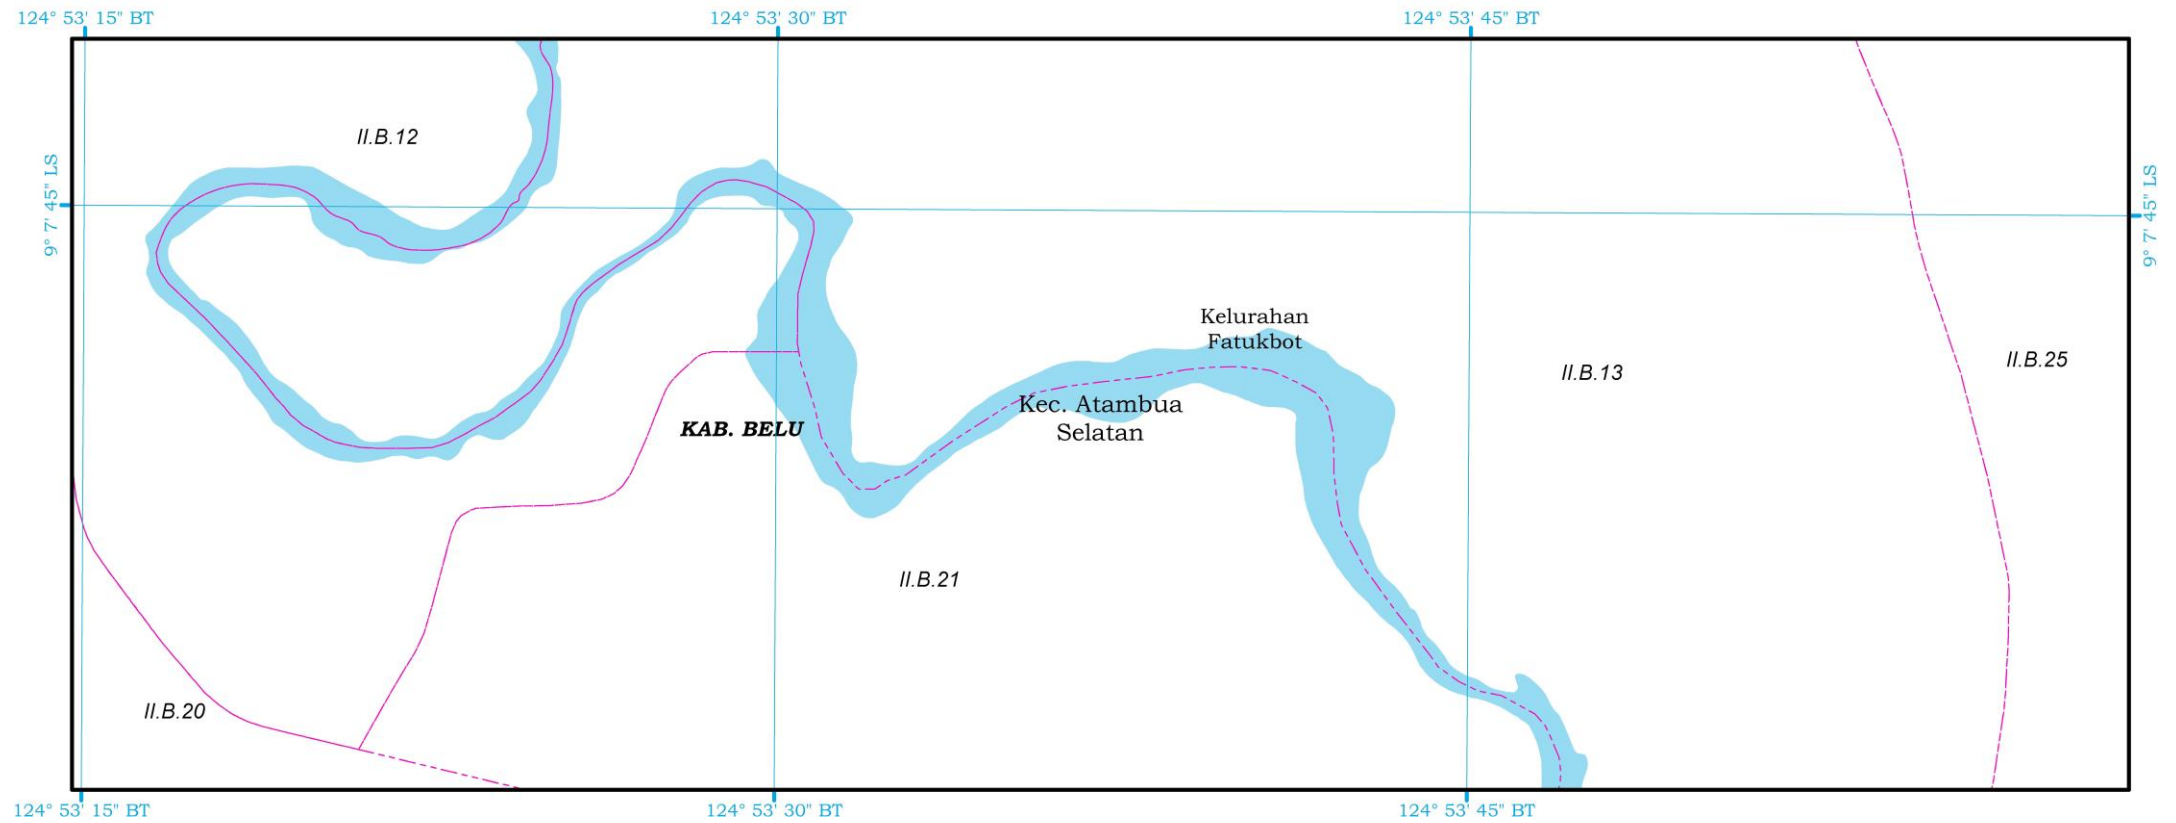 124° 53' 15" BT
124° 53' 30" BT
124° 53' 45" BT
II.B.12
9° 7' 45" LS
9° 7' 45" LS
Kelurahan
Fatukbot
II.B.13
II.B.25
Kec. Atambua
Selatan
KAB. BELU
II.B.21
II.B.20
124° 53' 15" BT
124° 53' 30" BT
124° 53' 45" BT